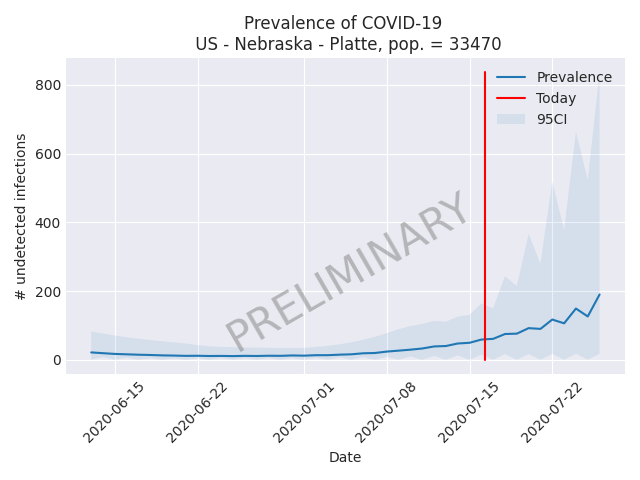 Prevalence of COVID-19
US - Nebraska - Platte, pop. = 33470
Prevalence
Today
95CI
PRELIMINARY
# undetected infections
800
600
400
200
0
2020-06-15
2020-06-22
2020-07-01
2020-07-08
2020-07-15
2020-07-22
Date